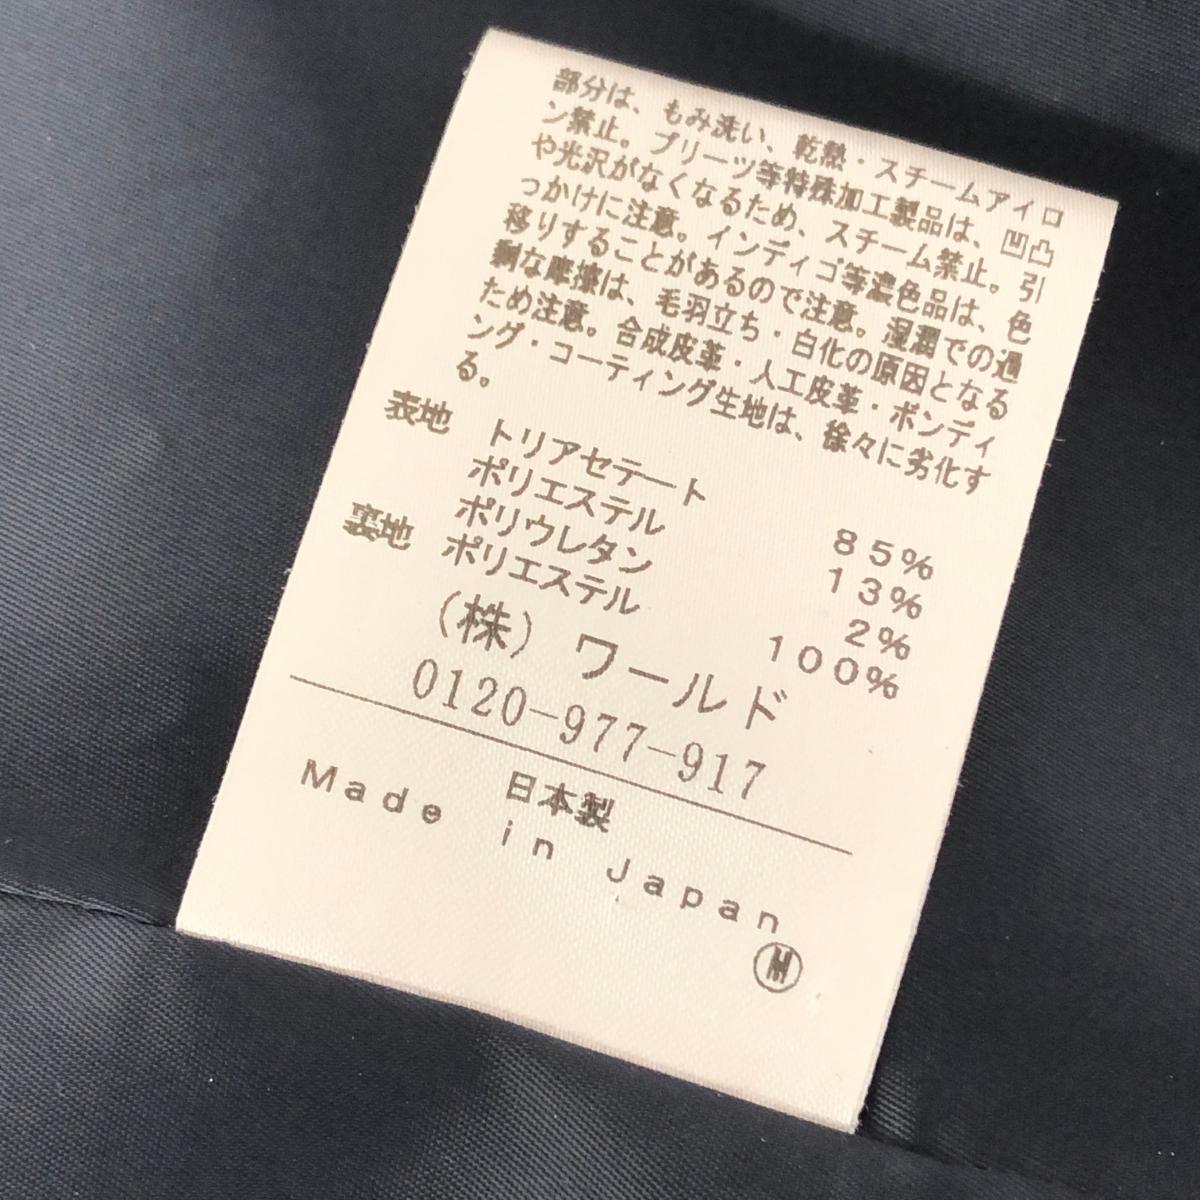 部分は、もみ洗い、乾熱・スチームアイロ
ン禁止。プリーツ等特殊加工製品は、凹凸
や光沢がなくなるため、スチーム禁止。引
っかけに注意。インディゴ等濃色品は、色
移りすることがあるので注意。湿潤での過
剰な摩擦は、毛羽立ち・白化の原因となる
ため注意。合成皮革・人工皮革・ボンディ
ング・コーティング生地は、徐々に劣化す
る。
表地 トリアセテート 85%
ポリエステル 13%
ポリウレタン 2%
裏地 ポリエステル 100%
(株)ワールド
0120-977-917
日本製
Made in Japan